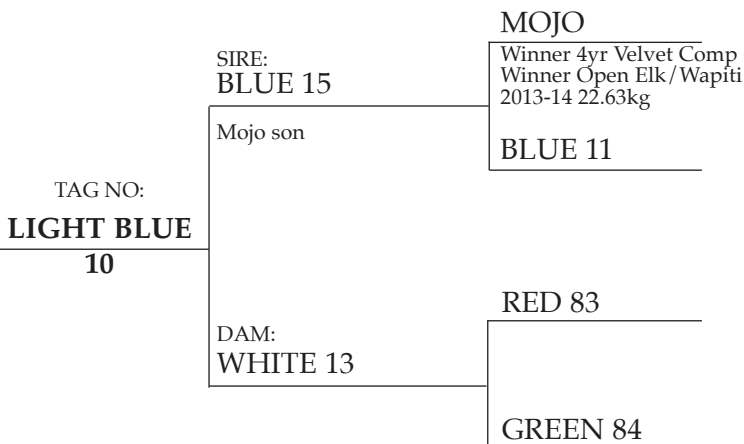 MOJO
Winner 4yr Velvet Comp
Winner Open Elk/Wapiti
2013-14 22.63kg
SIRE:
BLUE 15
Mojo son
BLUE 11
TAG NO:
LIGHT BLUE
10
RED 83
DAM:
WHITE 13
GREEN 84